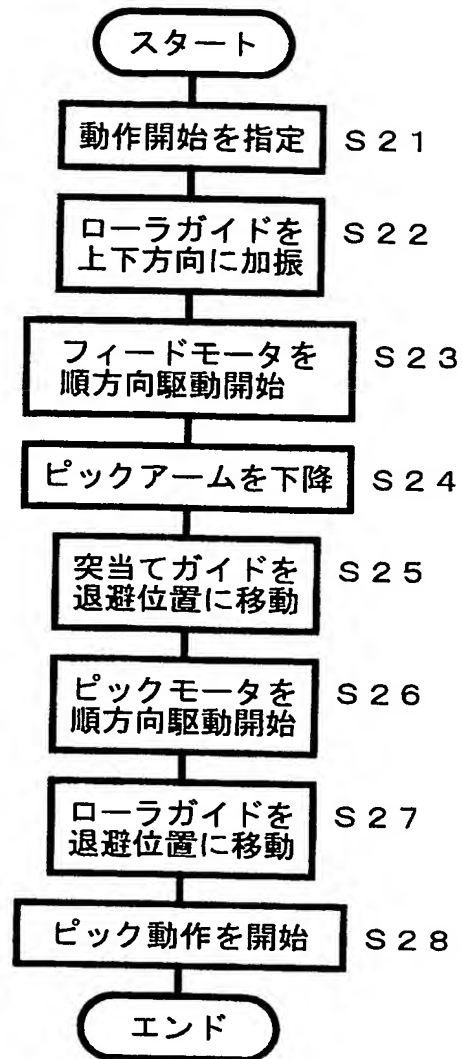 スタート
動作開始を指定 S21
ローラガイドを S22
上下方向に加振
フィードモータを S23
順方向駆動開始
ピックアームを下降 S24
突当てガイドを S25
退避位置に移動
ピックモータを S26
順方向駆動開始
ローラガイドを S27
退避位置に移動
ピック動作を開始 S28
エンド